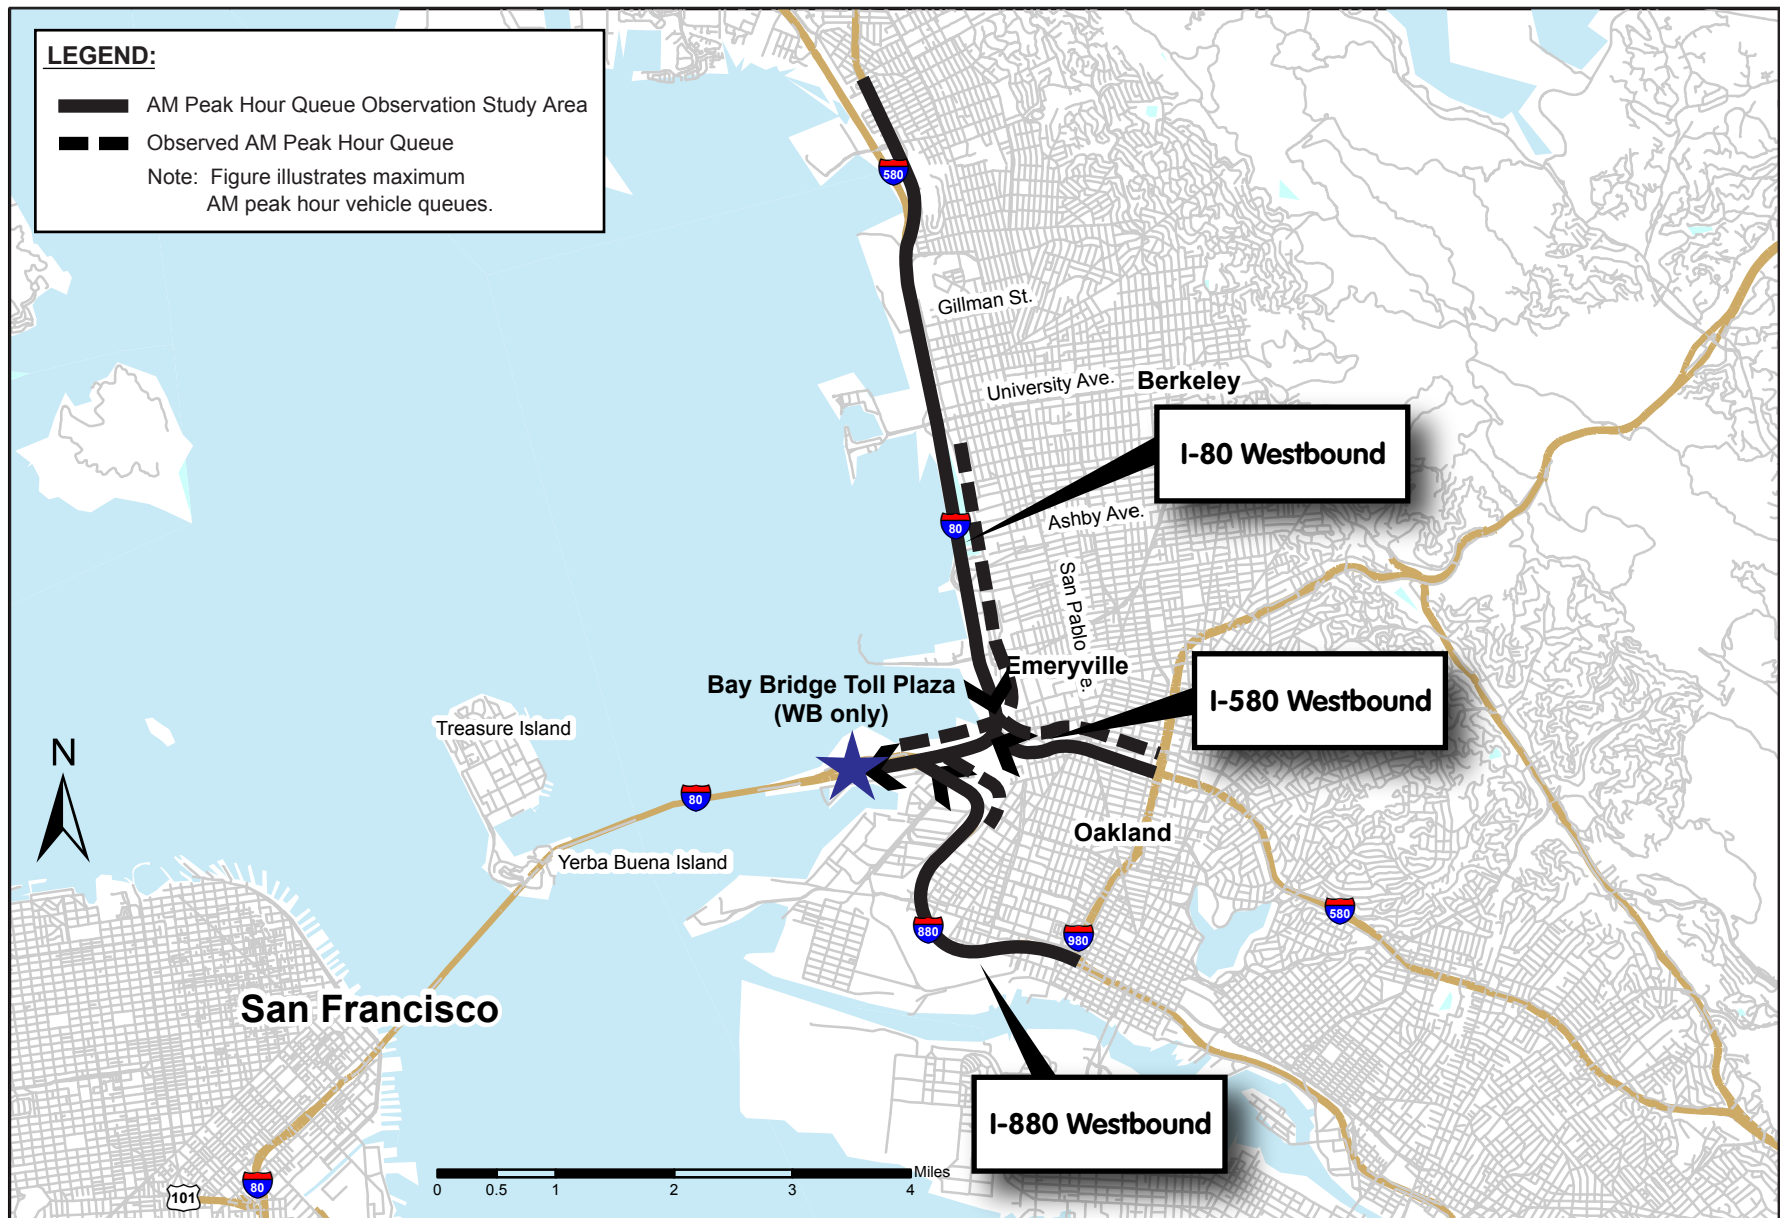 LEGEND:
AM Peak Hour Queue Observation Study Area
Observed AM Peak Hour Queue
Note: Figure illustrates maximum
AM peak hour vehicle queues.
580
Gillman St.
University Ave.
Berkeley
I-80 Westbound
80
Ashby Ave.
San Pablo
e.
Emeryville
I-580 Westbound
Bay Bridge Toll Plaza
(WB only)
Treasure Island
N
80
Oakland
Yerba Buena Island
580
880
980
San Francisco
I-880 Westbound
Miles
0 0.5 1 2 3 4
80
101